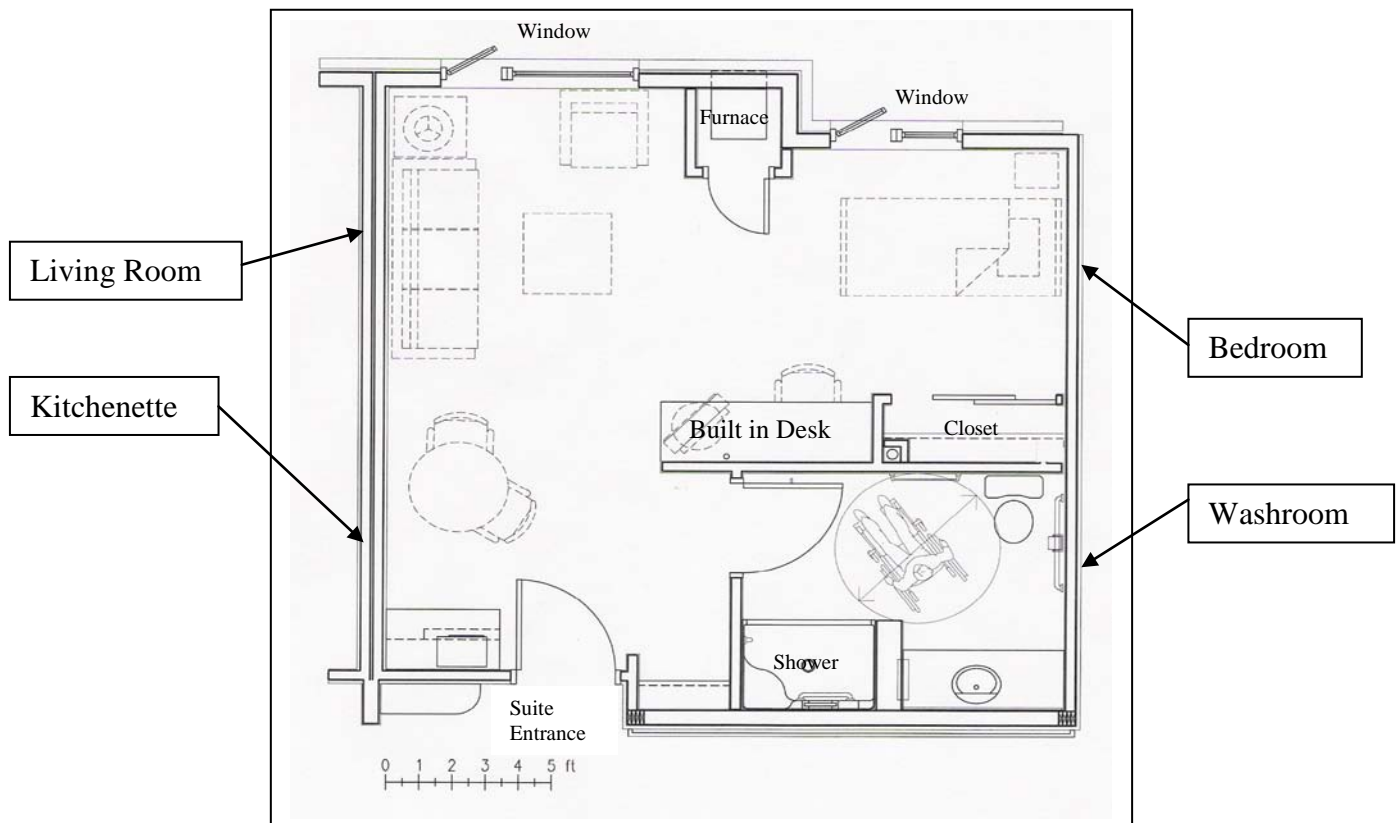 Window
Window
Furnace
Living Room
Bedroom
Kitchenette
Built in Desk
Closet
Washroom
Shower
Suite
Entrance
0 1 2 3 4 5 ft